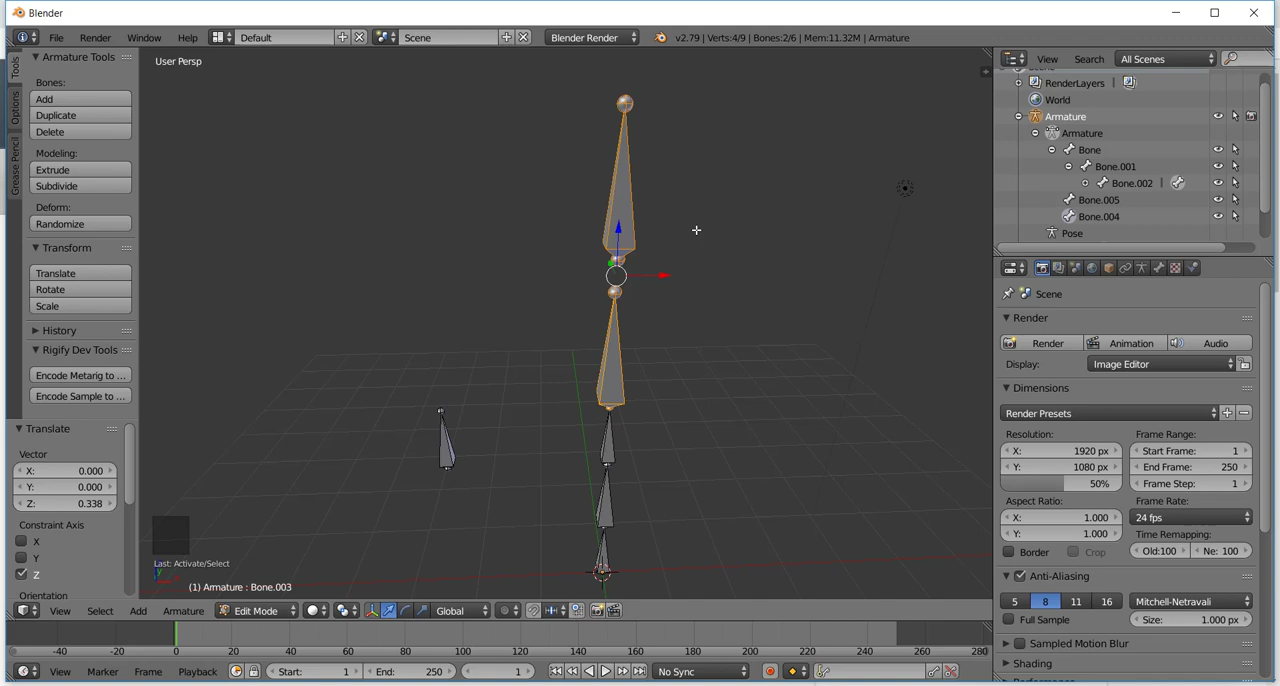 Blender
File Render Window Help Default Scene Blender Render v2.79 | Verts:4/9 | Bones:2/6 | Mem:11.32M | Armature
Tools
Options
Grease Pencil
Armature Tools
Bones:
Add
Duplicate
Delete
Modeling:
Extrude
Subdivide
Deform:
Randomize
Transform
Translate
Rotate
Scale
History
Rigify Dev Tools
Encode Metarig to ...
Encode Sample to ...
Translate
Vector
X: 0.000
Y: 0.000
Z: 0.338
Constraint Axis
X
Y
Z
Orientation
User Persp
Last: Activate/Select
(1) Armature : Bone.003
View Select Add Armature Edit Mode Global
-40 -20 0 20 40 60 80 100 120 140 160 180 200 220 240 260 280
View Marker Frame Playback Start: 1 End: 250 1 No Sync
View Search All Scenes
RenderLayers
World
Armature
Armature
Bone
Bone.001
Bone.002
Bone.005
Bone.004
Pose
Scene
Render
Render Animation Audio
Display: Image Editor
Dimensions
Render Presets
Resolution: Frame Range:
X: 1920 px Start Frame: 1
Y: 1080 px End Frame: 250
50% Frame Step: 1
Aspect Ratio: Frame Rate:
X: 1.000 24 fps
Y: 1.000 Time Remapping:
Border Crop Old:100 Ne: 100
Anti-Aliasing
5 8 11 16 Mitchell-Netravali
Full Sample Size: 1.000 px
Sampled Motion Blur
Shading